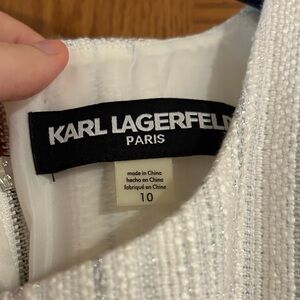 KARL LAGERFELD
PARIS
made in China
hecho en China
fabriqué en Chine
10